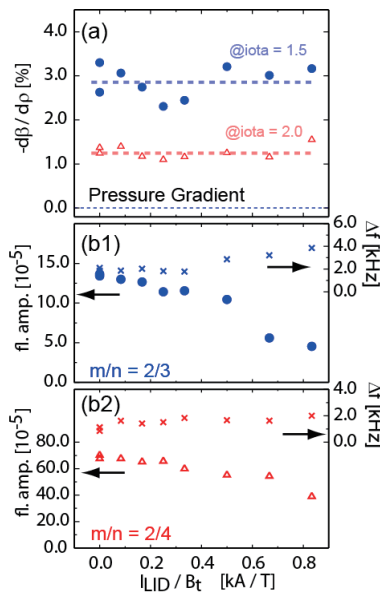 (a)
4.0
3.0
2.0
1.0
0.0
-dβ/dρ [%]
@iota = 1.5
@iota = 2.0
Pressure Gradient
(b1)
15.0
10.0
5.0
0.0
fl. amp. [10⁻⁵]
6.0
4.0
2.0
0.0
Δf [kHz]
m/n = 2/3
(b2)
80.0
60.0
40.0
20.0
0.0
fl. amp. [10⁻⁵]
4.0
2.0
0.0
Δf [kHz]
m/n = 2/4
0.0 0.2 0.4 0.6 0.8
I_LID / B_t [kA / T]